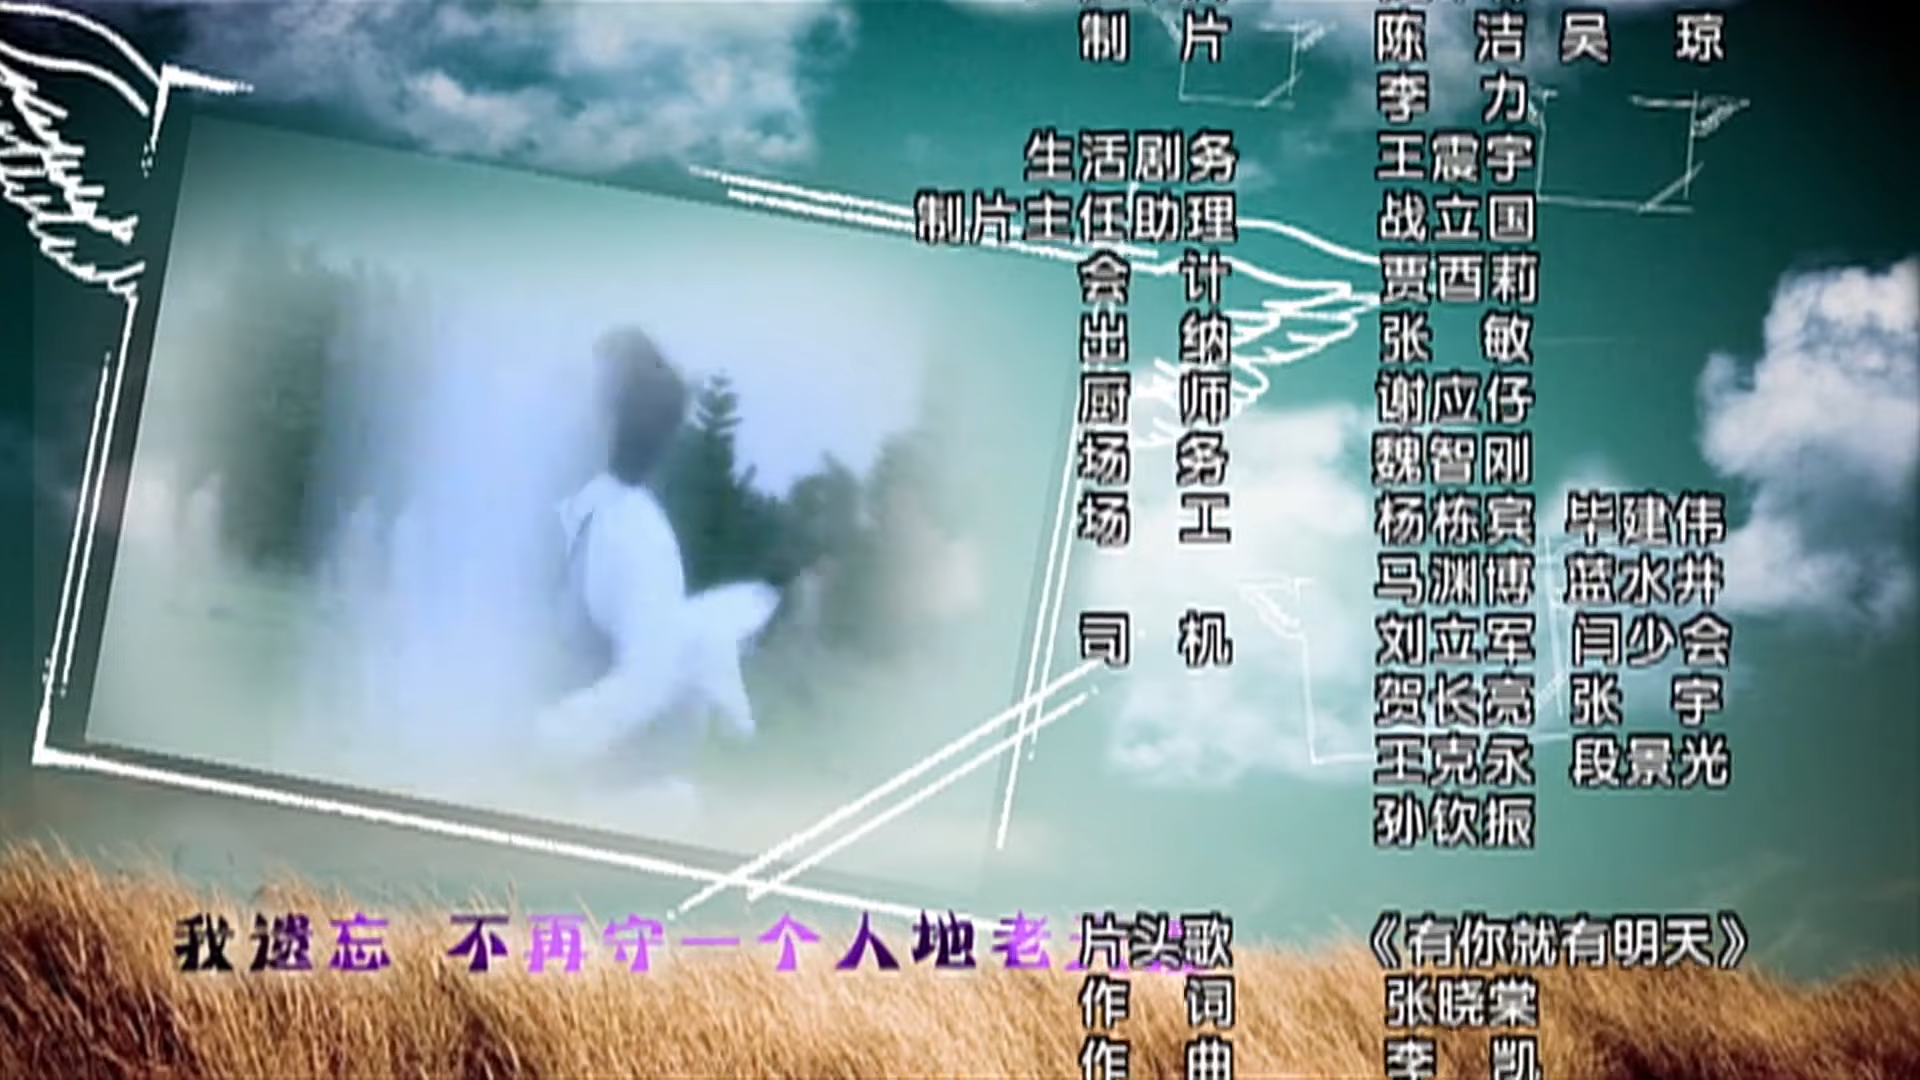 制片 陈洁 吴琼
李力
生活剧务 王震宇
制片主任助理 战立国
会计 贾酉莉
出纳 张敏
厨师 谢应仔
场务 魏智刚
场工 杨栋宾 毕建伟
马渊博 蓝水井
司机 刘立军 闫少会
贺长亮 张宇
王克永 段景光
孙钦振
我遗忘 不再守一个人地老
片头歌 《有你就有明天》
作词 张晓棠
作曲 李凯